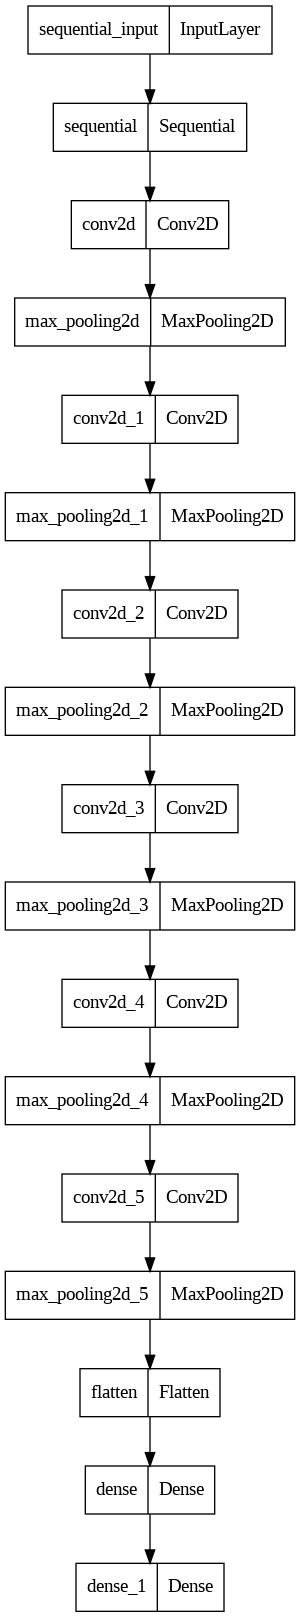 sequential_input InputLayer
sequential Sequential
conv2d Conv2D
max_pooling2d MaxPooling2D
conv2d_1 Conv2D
max_pooling2d_1 MaxPooling2D
conv2d_2 Conv2D
max_pooling2d_2 MaxPooling2D
conv2d_3 Conv2D
max_pooling2d_3 MaxPooling2D
conv2d_4 Conv2D
max_pooling2d_4 MaxPooling2D
conv2d_5 Conv2D
max_pooling2d_5 MaxPooling2D
flatten Flatten
dense Dense
dense_1 Dense